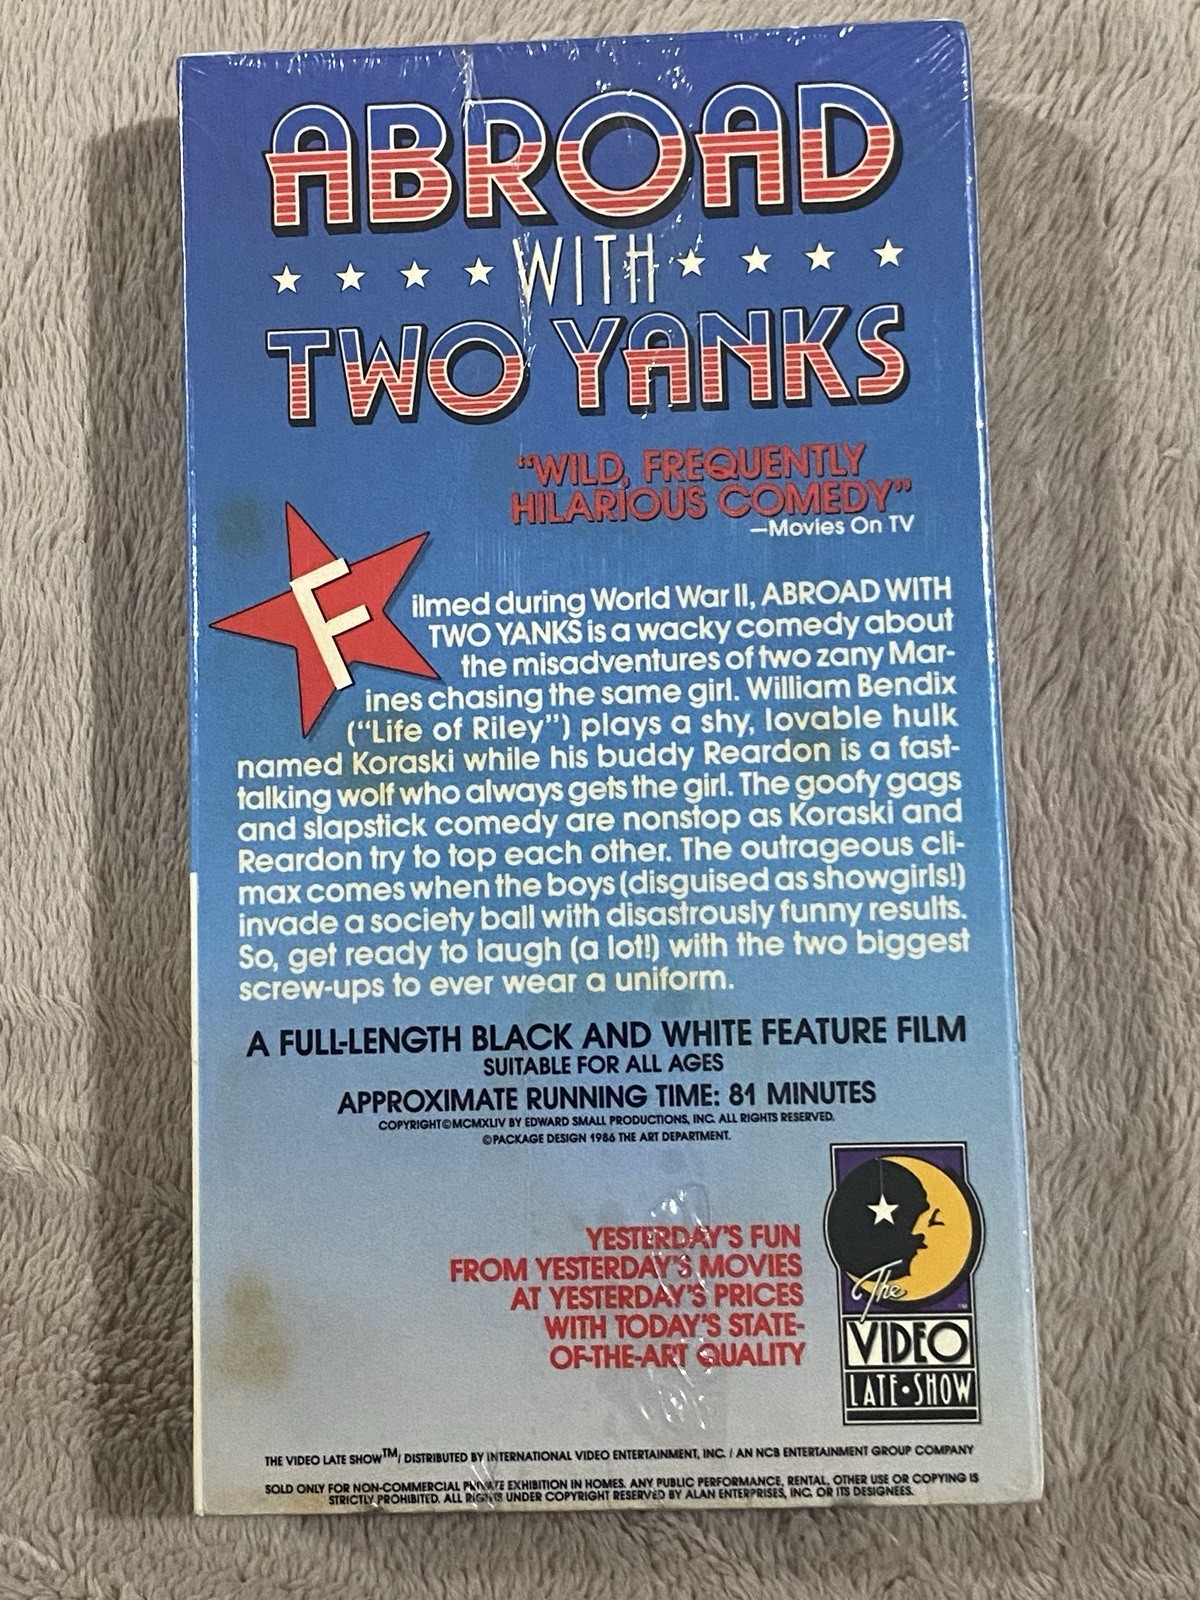 ABROAD
WITH
TWO YANKS
“WILD, FREQUENTLY
HILARIOUS COMEDY”
—Movies On TV
Filmed during World War II, ABROAD WITH
TWO YANKS is a wacky comedy about
the misadventures of two zany Mar-
ines chasing the same girl. William Bendix
(“Life of Riley”) plays a shy, lovable hulk
named Koraski while his buddy Reardon is a fast-
talking wolf who always gets the girl. The goofy gags
and slapstick comedy are nonstop as Koraski and
Reardon try to top each other. The outrageous cli-
max comes when the boys (disguised as showgirls!)
invade a society ball with disastrously funny results.
So, get ready to laugh (a lot!) with the two biggest
screw-ups to ever wear a uniform.
A FULL-LENGTH BLACK AND WHITE FEATURE FILM
SUITABLE FOR ALL AGES
APPROXIMATE RUNNING TIME: 81 MINUTES
COPYRIGHT©MCMXLIV BY EDWARD SMALL PRODUCTIONS, INC. ALL RIGHTS RESERVED.
©PACKAGE DESIGN 1986 THE ART DEPARTMENT.
YESTERDAY'S FUN
FROM YESTERDAY'S MOVIES
AT YESTERDAY'S PRICES
WITH TODAY'S STATE-
OF-THE-ART QUALITY
The
TM
VIDEO
LATE•SHOW
THE VIDEO LATE SHOW™/ DISTRIBUTED BY INTERNATIONAL VIDEO ENTERTAINMENT, INC. / AN NCB ENTERTAINMENT GROUP COMPANY
SOLD ONLY FOR NON-COMMERCIAL PRIVATE EXHIBITION IN HOMES. ANY PUBLIC PERFORMANCE, RENTAL, OTHER USE OR COPYING IS
STRICTLY PROHIBITED. ALL RIGHTS UNDER COPYRIGHT RESERVED BY ALAN ENTERPRISES, INC. OR ITS DESIGNEES.